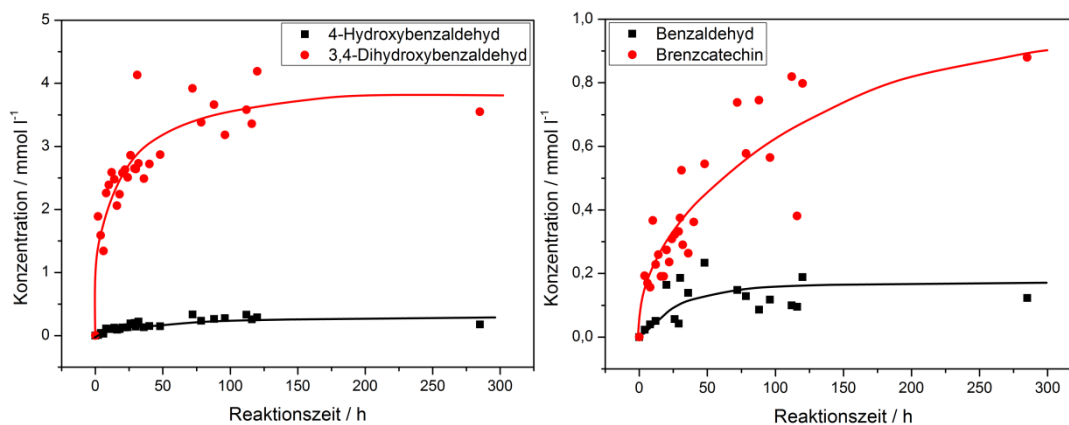 4-Hydroxybenzaldehyd
3,4-Dihydroxybenzaldehyd
Konzentration / mmol l⁻¹
5
4
3
2
1
0
0 50 100 150 200 250 300
Reaktionszeit / h
Benzaldehyd
Brenzcatechin
Konzentration / mmol l⁻¹
1,0
0,8
0,6
0,4
0,2
0,0
0 50 100 150 200 250 300
Reaktionszeit / h